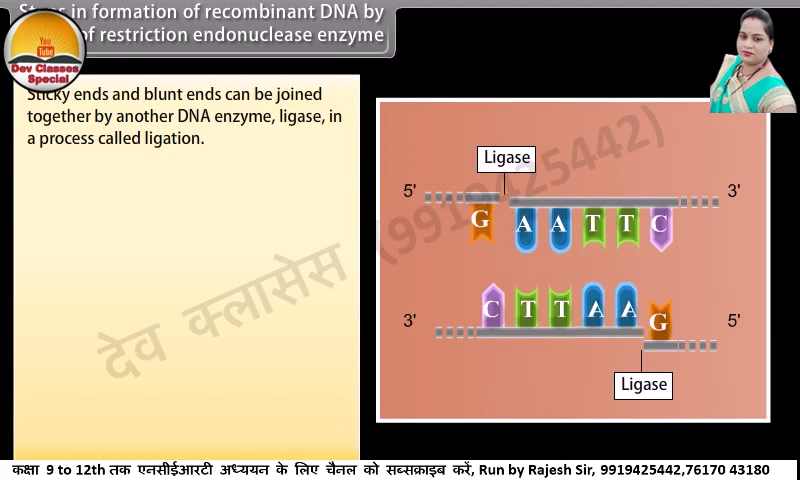 Steps in formation of recombinant DNA by
of restriction endonuclease enzyme
You
Tube
Dev Classes
Special
Sticky ends and blunt ends can be joined
together by another DNA enzyme, ligase, in
a process called ligation.
Ligase
5' 3'
G A A T T C
C T T A A G
3' 5'
Ligase
देव क्लासेस (9919425442)
कक्षा 9 to 12th तक एनसीईआरटी अध्ययन के लिए चैनल को सब्सक्राइब करें, Run by Rajesh Sir, 9919425442,76170 43180